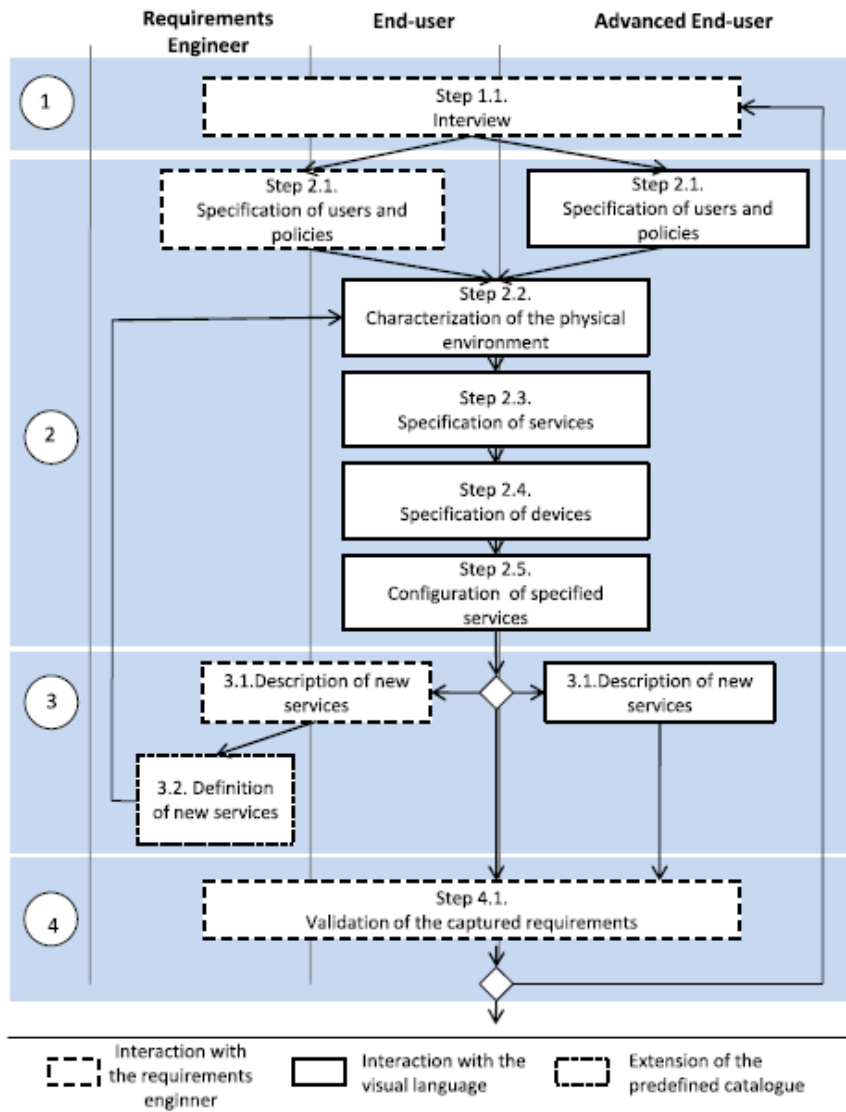 Requirements
Engineer
End-user
Advanced End-user
1
Step 1.1.
Interview
Step 2.1.
Specification of users and
policies
Step 2.1.
Specification of users and
policies
Step 2.2.
Characterization of the physical
environment
2
Step 2.3.
Specification of services
Step 2.4.
Specification of devices
Step 2.5.
Configuration of specified
services
3
3.1.Description of new
services
3.1.Description of new
services
3.2. Definition
of new services
4
Step 4.1.
Validation of the captured requirements
Interaction with
the requirements
enginner
Interaction with the
visual language
Extension of the
predefined catalogue